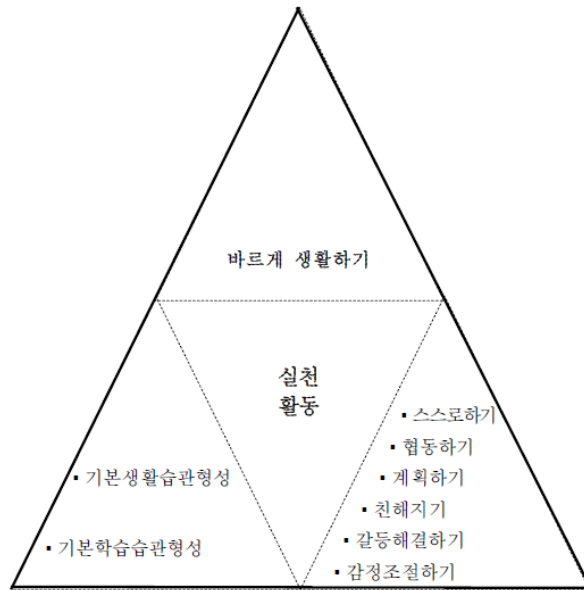 바르게 생활하기
실천
활동
▪ 기본생활습관형성
▪ 기본학습습관형성
▪ 스스로하기
▪ 협동하기
▪ 계획하기
▪ 친해지기
▪ 갈등해결하기
▪ 감정조절하기